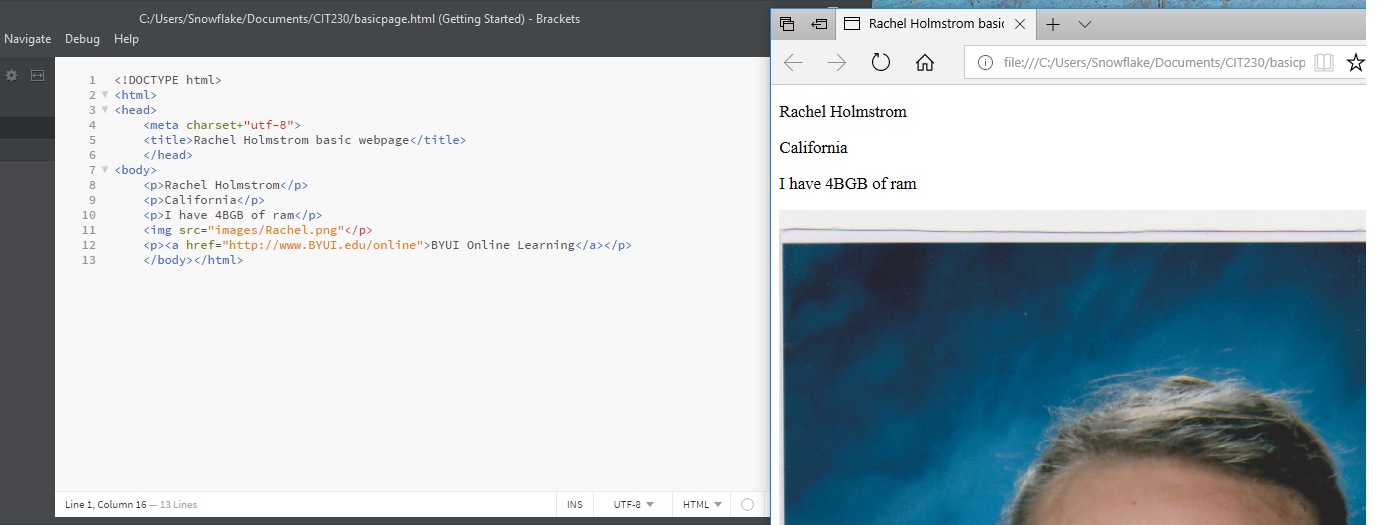 C:/Users/Snowflake/Documents/CIT230/basicpage.html (Getting Started) - Brackets
Navigate Debug Help
1 <!DOCTYPE html>
2 <html>
3 <head>
4 <meta charset+"utf-8">
5 <title>Rachel Holmstrom basic webpage</title>
6 </head>
7 <body>
8 <p>Rachel Holmstrom</p>
9 <p>California</p>
10 <p>I have 4BGB of ram</p>
11 <img src="images/Rachel.png"</p>
12 <p><a href="http://www.BYUI.edu/online">BYUI Online Learning</a></p>
13 </body></html>
Line 1, Column 16 — 13 Lines
INS UTF-8 HTML
Rachel Holmstrom basic
file:///C:/Users/Snowflake/Documents/CIT230/basicp
Rachel Holmstrom
California
I have 4BGB of ram